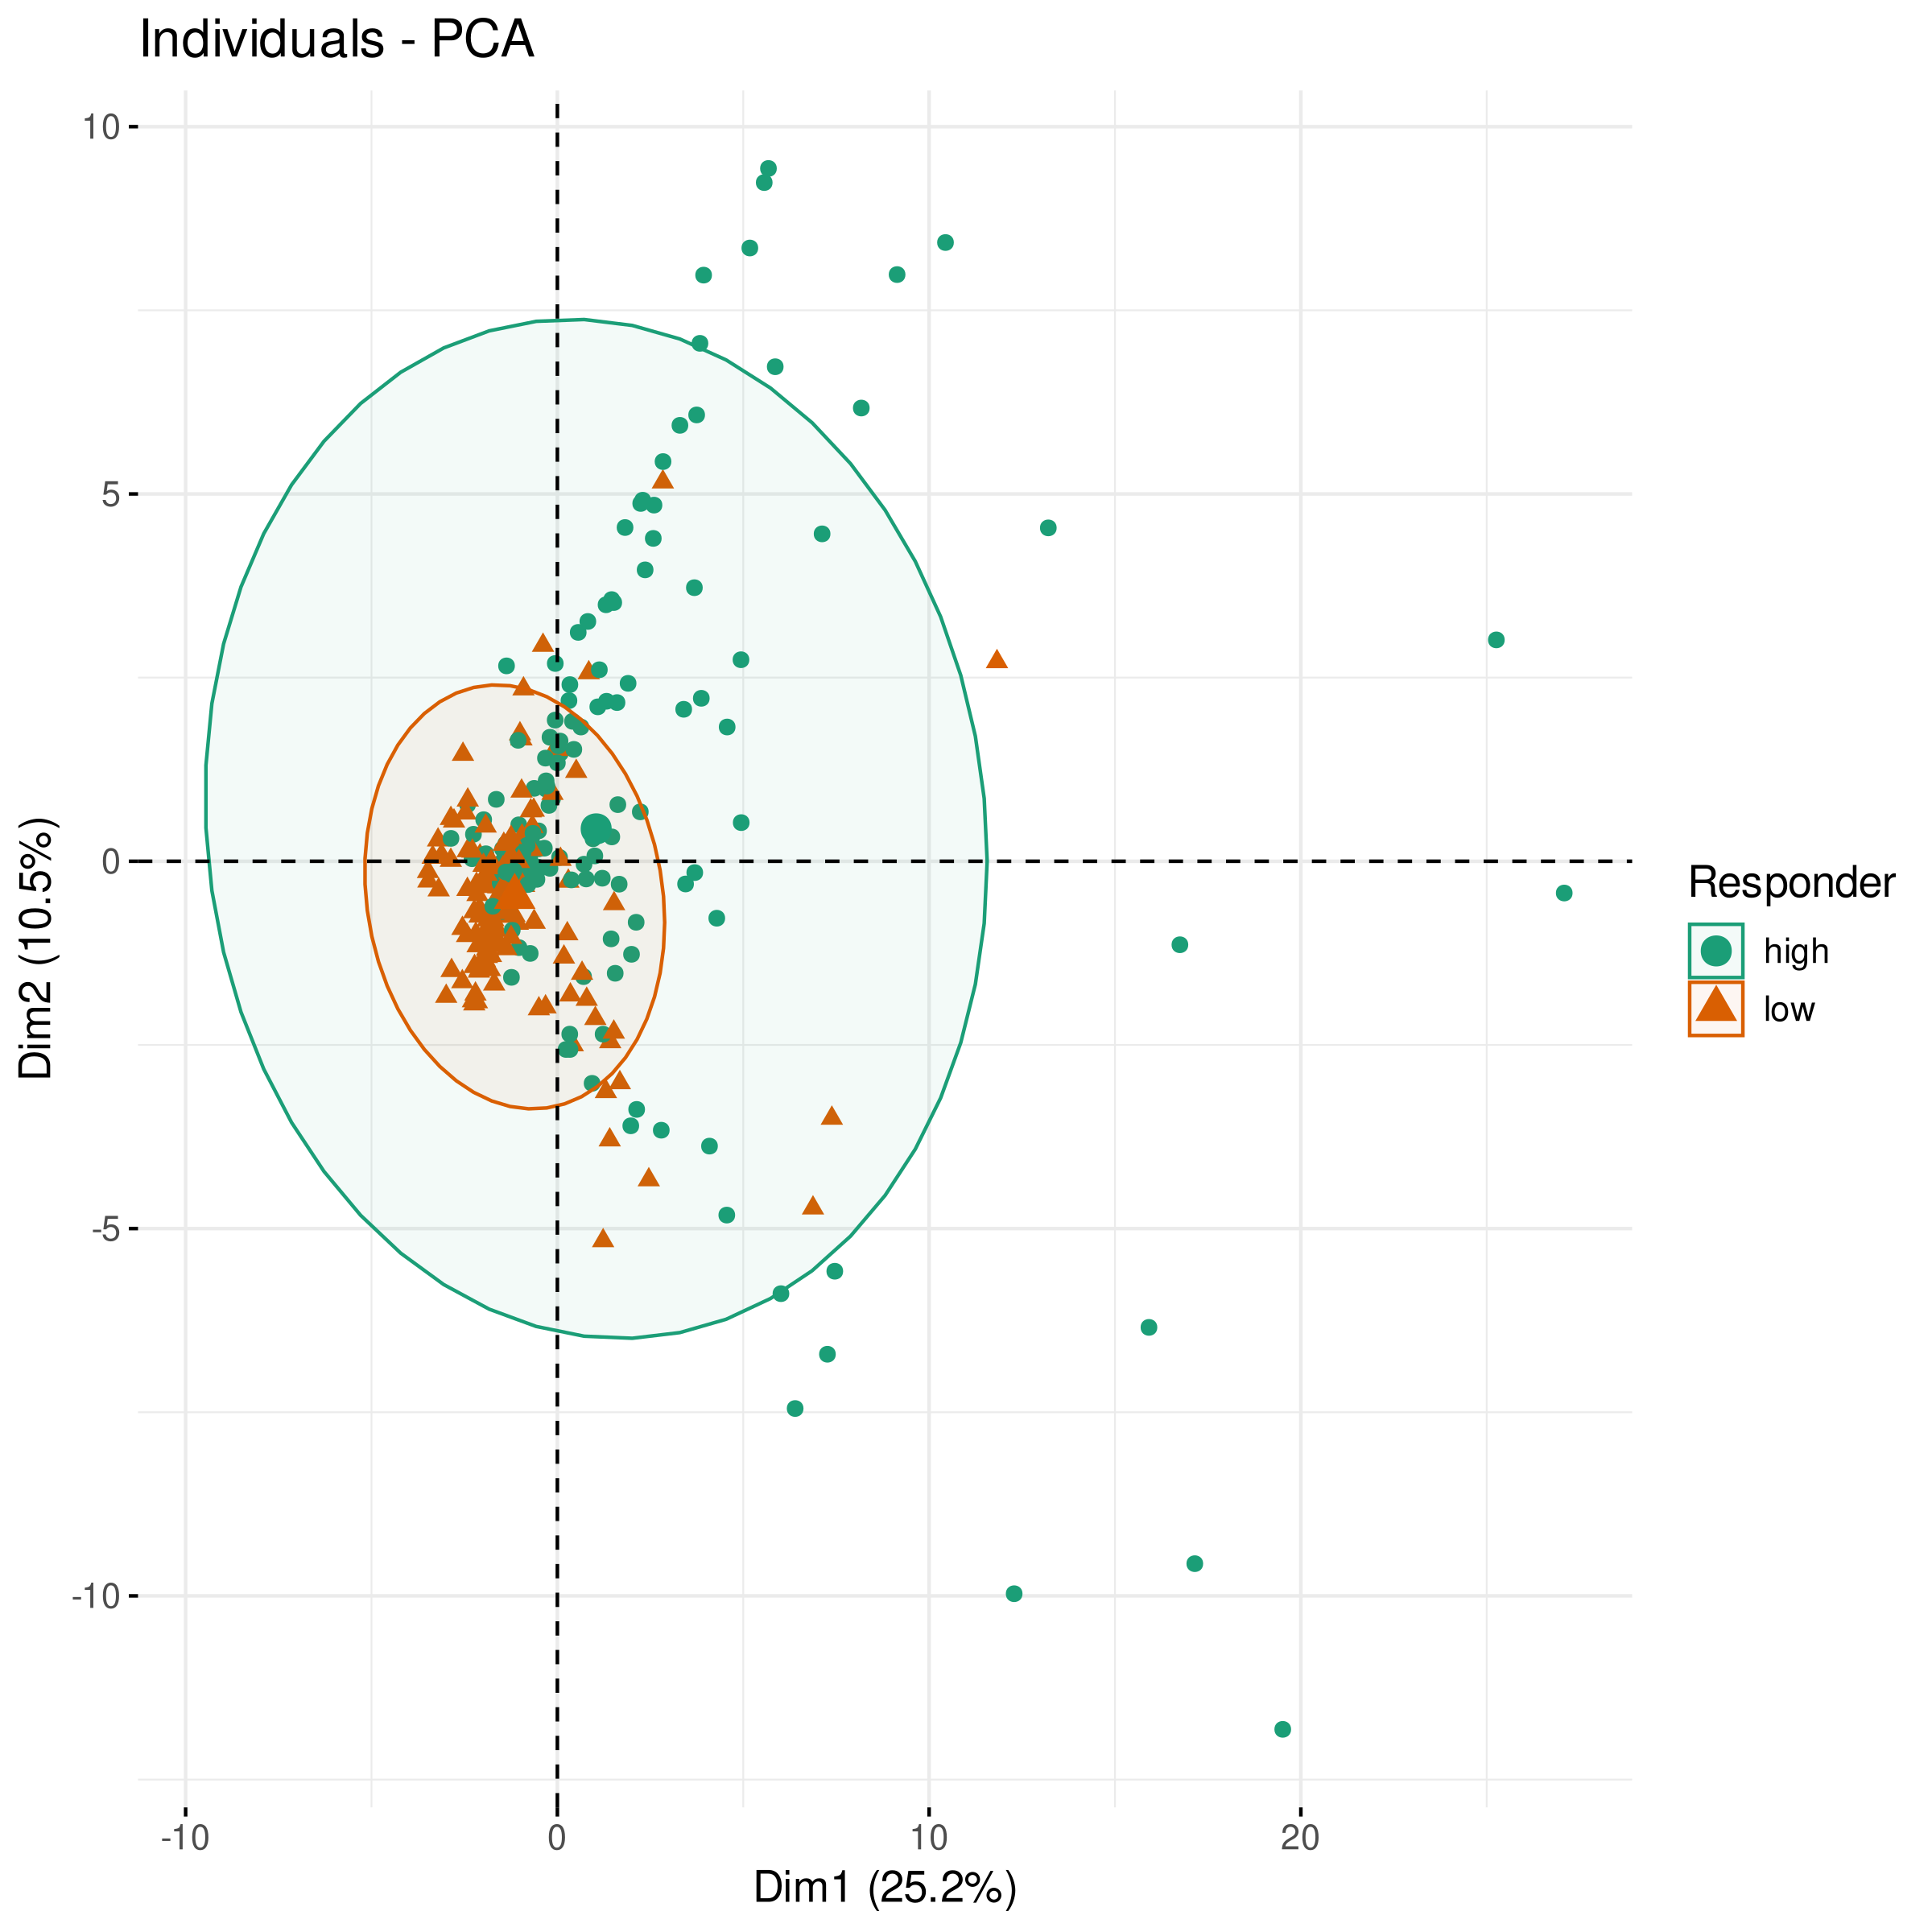 Individuals - PCA
10
5
0
-5
-10
Dim2 (10.5%)
-10
0
10
20
Dim1 (25.2%)
Responder
high
low